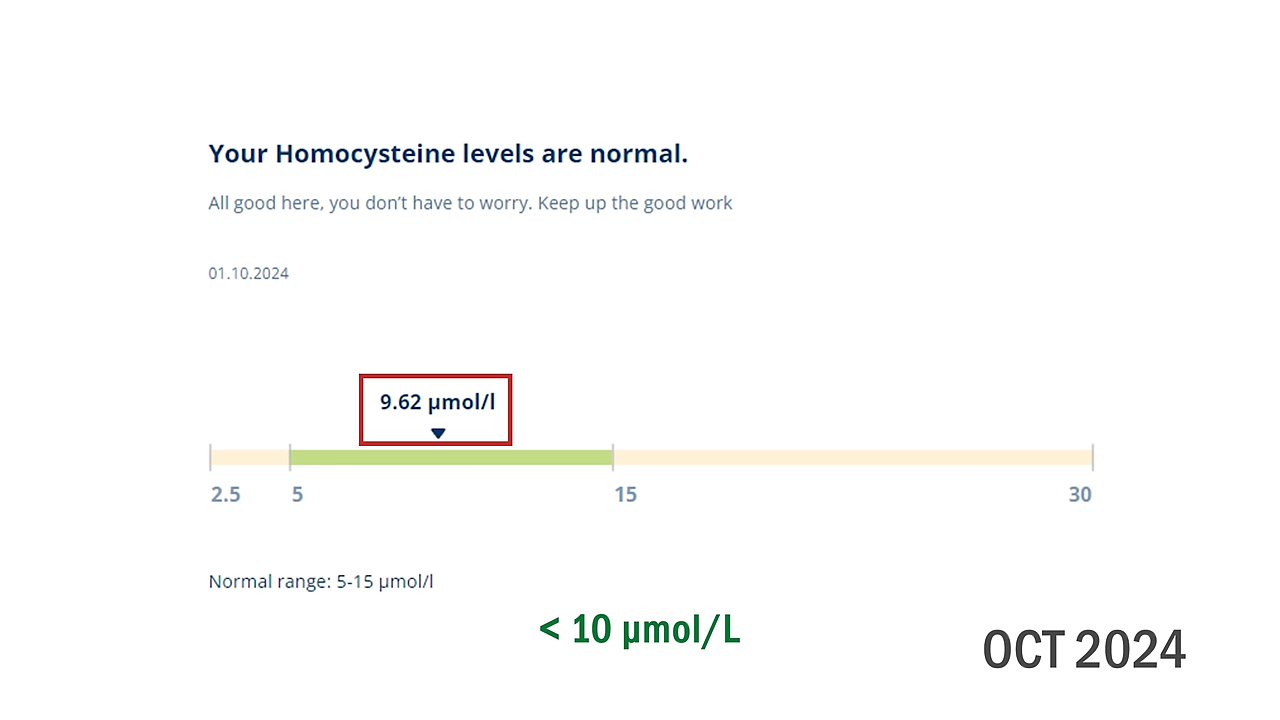 Your Homocysteine levels are normal.
All good here, you don't have to worry. Keep up the good work
01.10.2024
9.62 µmol/l
2.5 5 15 30
Normal range: 5-15 µmol/l
< 10 µmol/L
OCT 2024